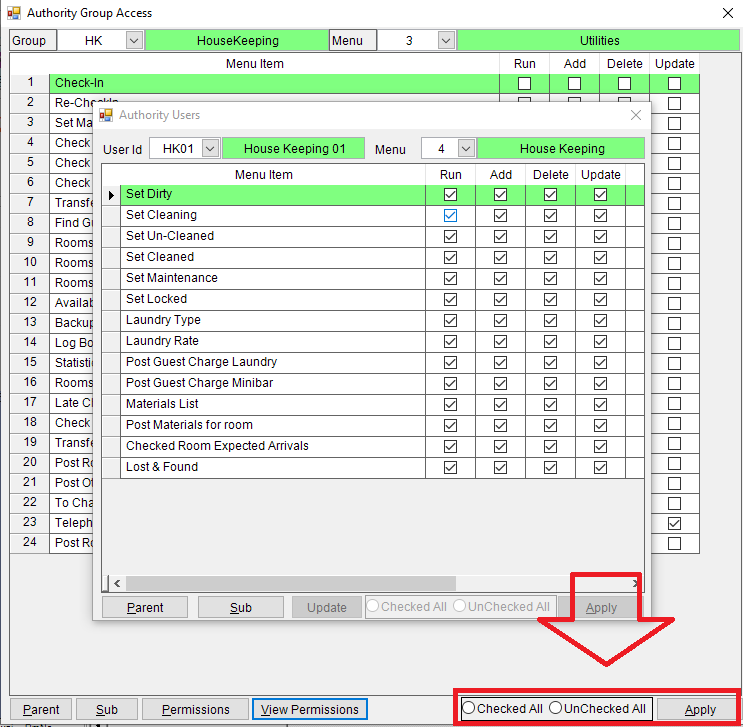 Authority Group Access
Group HK HouseKeeping Menu 3 Utilities
Menu Item Run Add Delete Update
1 Check-In
2 Re-CheckIn
3 Set Ma
4 Check
5 Check
6 Check
7 Transfe
8 Find Gu
9 Rooms
10 Rooms
11 Rooms
12 Availab
13 Backup
14 Log Bo
15 Statistic
16 Rooms
17 Late Ch
18 Check
19 Transfe
20 Post Ro
21 Post Ot
22 To Cha
23 Teleph
24 Post Ro
Authority Users
User Id HK01 House Keeping 01 Menu 4 House Keeping
Menu Item Run Add Delete Update
Set Dirty
Set Cleaning
Set Un-Cleaned
Set Cleaned
Set Maintenance
Set Locked
Laundry Type
Laundry Rate
Post Guest Charge Laundry
Post Guest Charge Minibar
Materials List
Post Materials for room
Checked Room Expected Arrivals
Lost & Found
Parent Sub Update Checked All UnChecked All Apply
Parent Sub Permissions View Permissions Checked All UnChecked All Apply